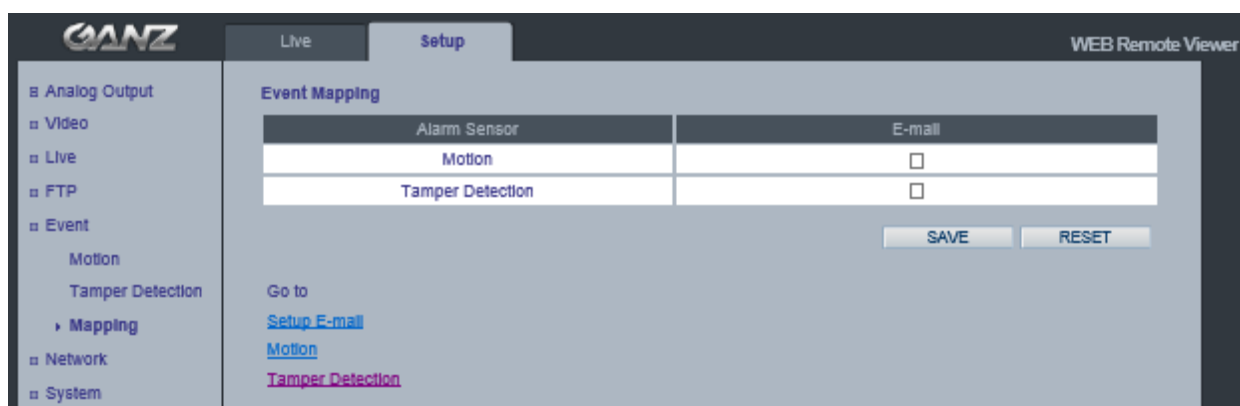 GANZ
Live
Setup
WEB Remote Viewer
Analog Output
Video
Live
FTP
Event
Motion
Tamper Detection
Mapping
Network
System
Event Mapping
Alarm Sensor E-mail
Motion
Tamper Detection
SAVE RESET
Go to
Setup E-mail
Motion
Tamper Detection